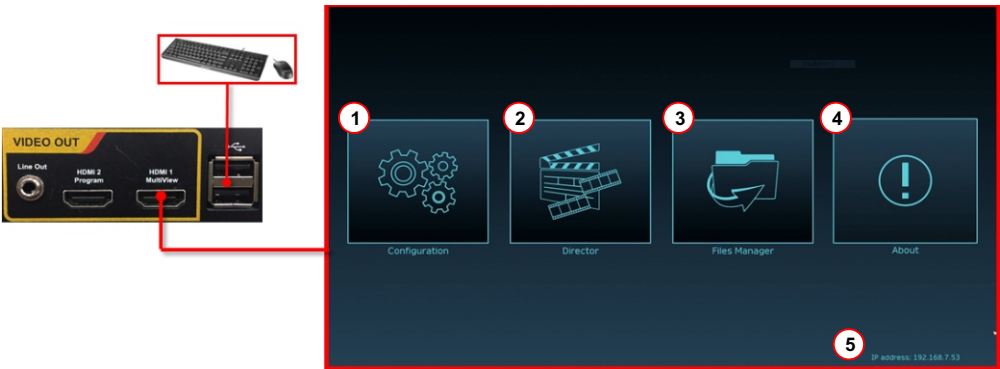 VIDEO OUT
Line Out
HDMI 2
Program
HDMI 1
MultiView
1
2
3
4
Configuration
Director
Files Manager
About
5
IP address: 192.168.7.53